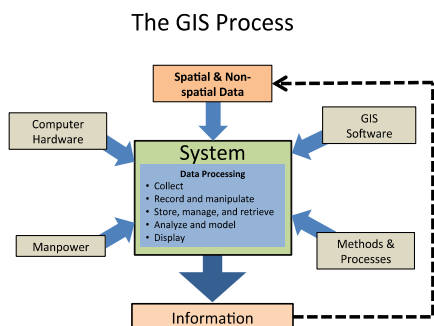 The GIS Process
Spatial & Non-
spatial Data
Computer
Hardware
GIS
Software
System
Data Processing
• Collect
• Record and manipulate
• Store, manage, and retrieve
• Analyze and model
• Display
Manpower
Methods &
Processes
Information